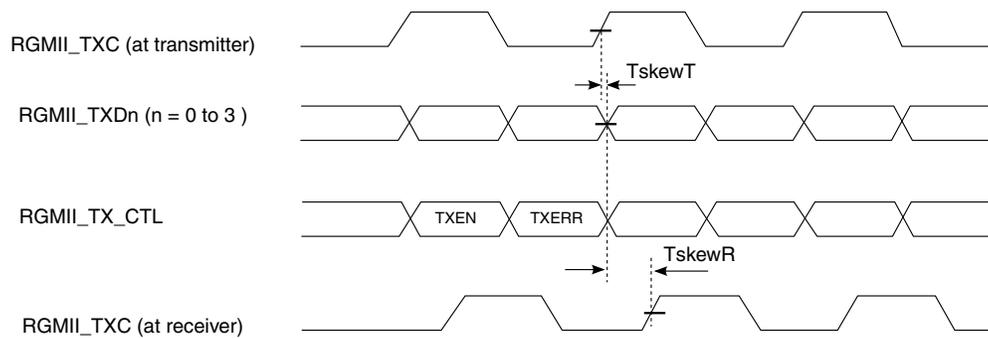 RGMII_TXC (at transmitter)
TskewT
RGMII_TXDn (n = 0 to 3 )
RGMII_TX_CTL
TXEN
TXERR
TskewR
RGMII_TXC (at receiver)